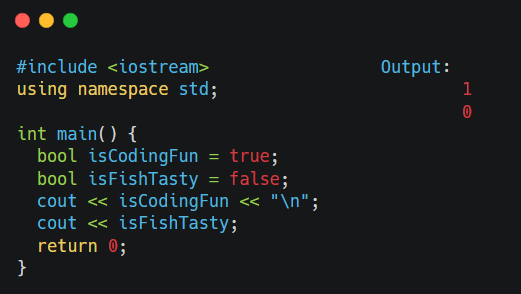 #include <iostream>
using namespace std;
int main() {
  bool isCodingFun = true;
  bool isFishTasty = false;
  cout << isCodingFun << "\n";
  cout << isFishTasty;
  return 0;
}
Output:
1
0